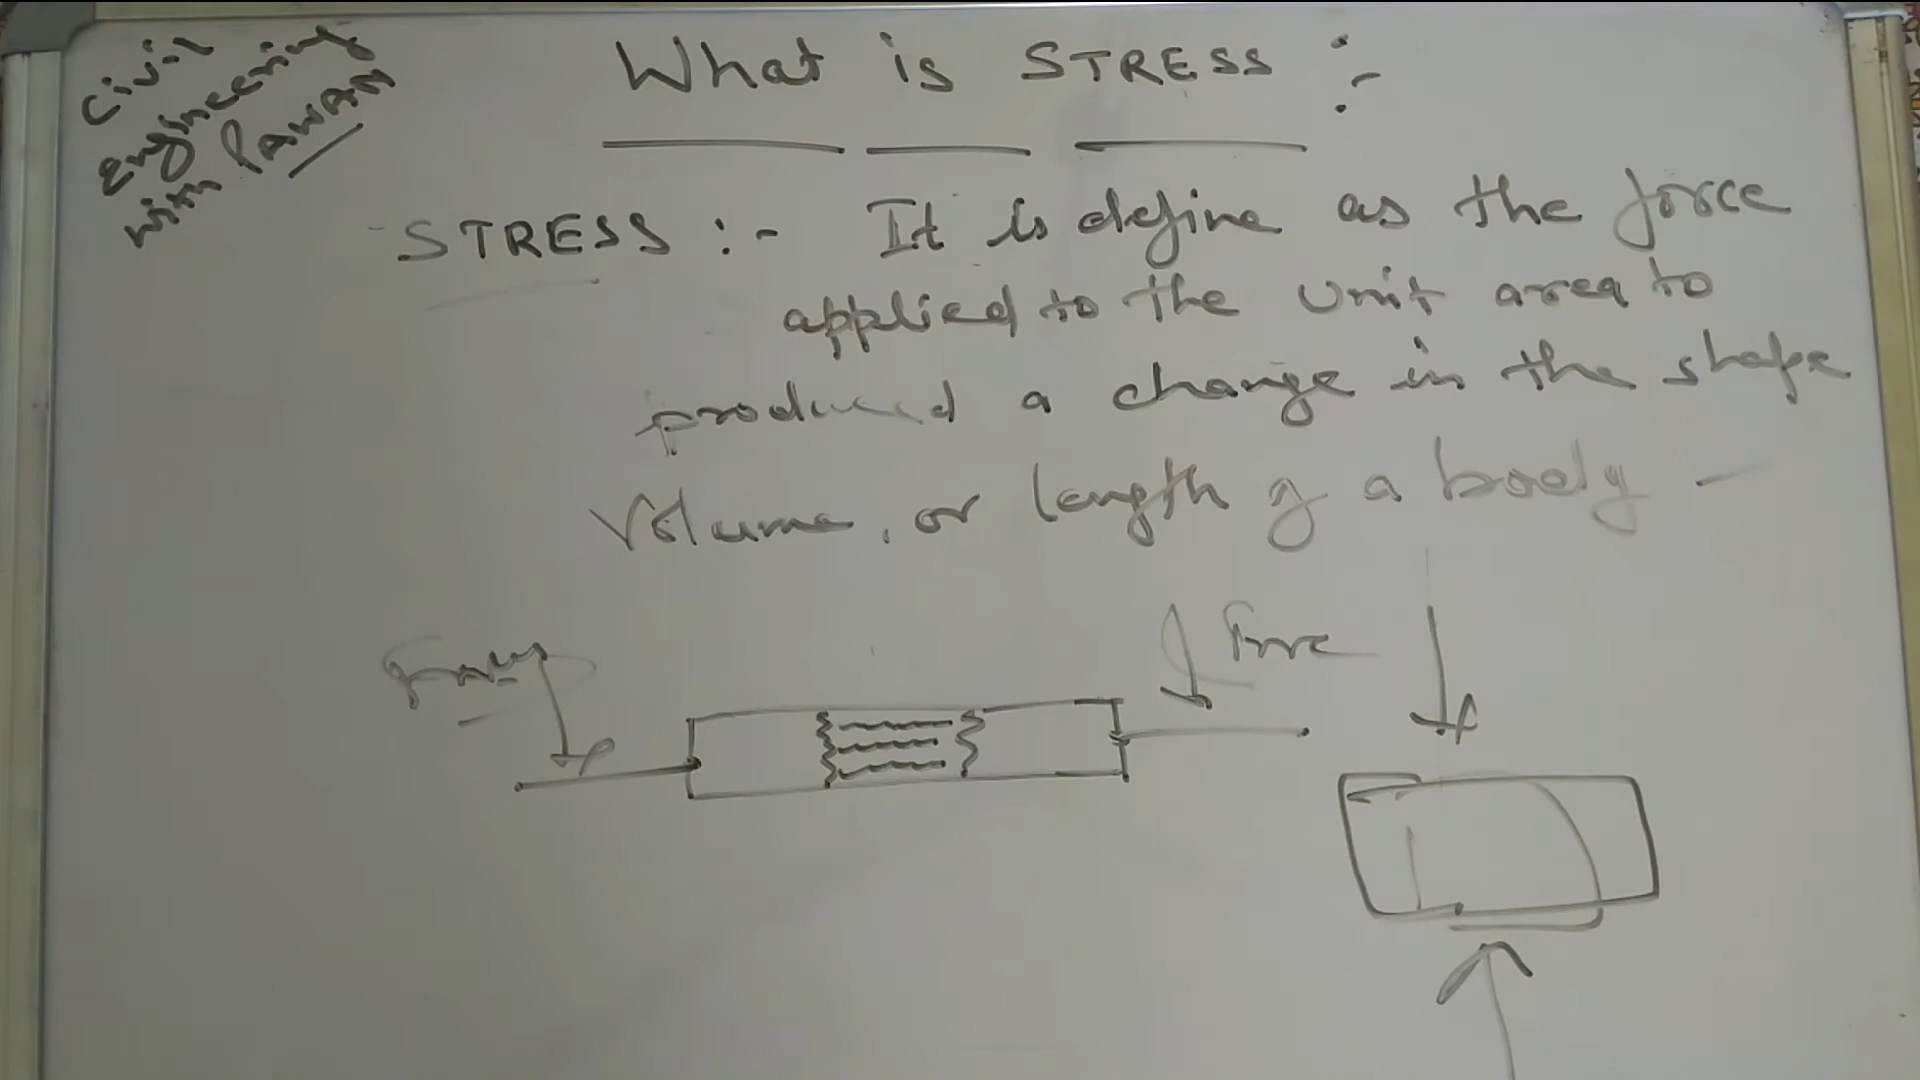 Civil
Engineering
with PAWAN
What is STRESS :-
STRESS :- It is define as the force
applied to the unit area to
produced a change in the shape
Volume, or length of a body -
Force